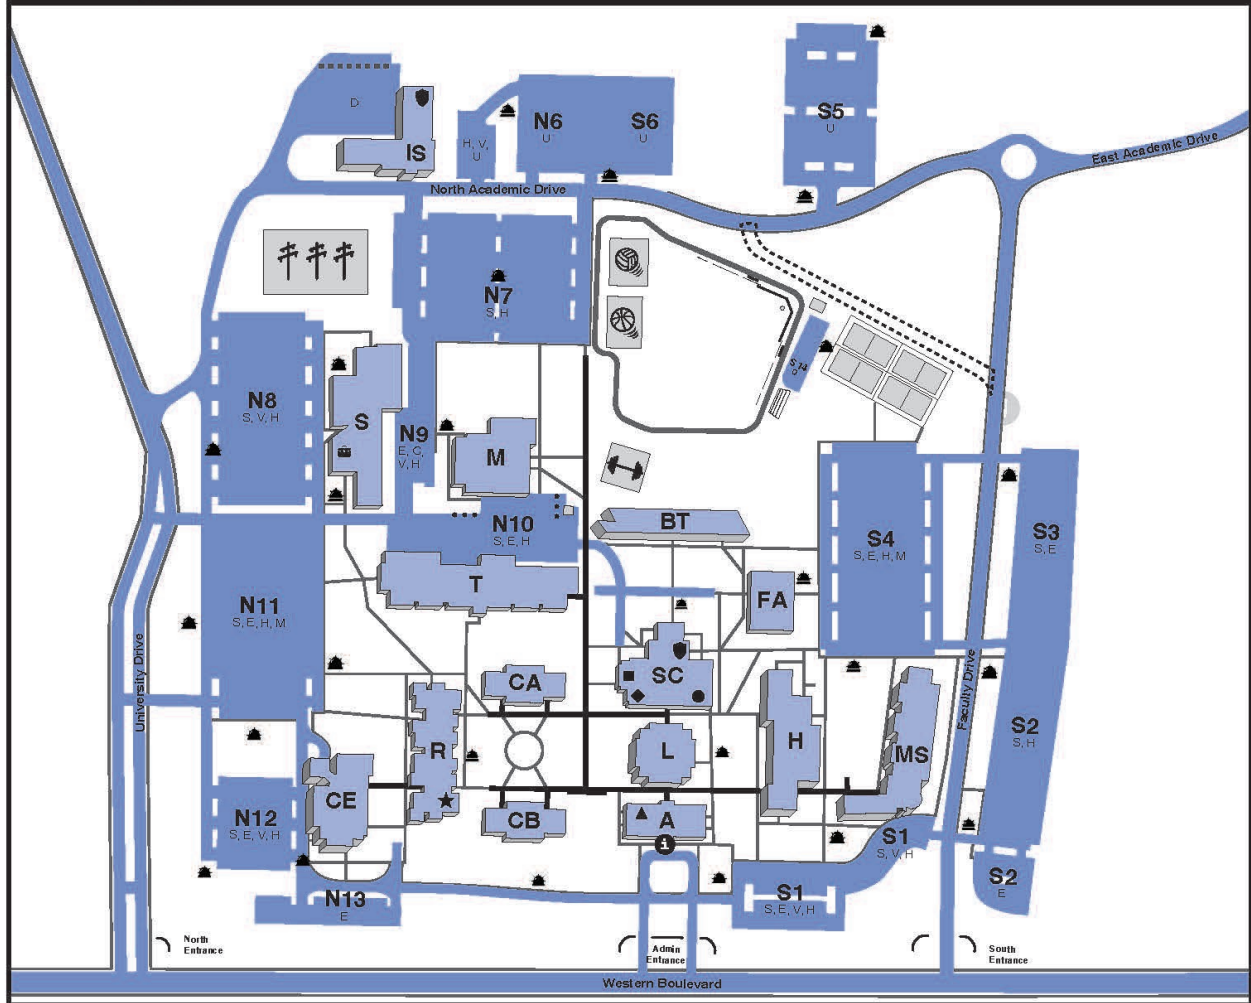 S5
U
D
N6
U
S6
U
H, V,
U
IS
East Academic Drive
North Academic Drive
N7
S, H
S 14
U
N8
S, V, H
S
N9
E, C,
V, H
M
N10
S, E, H
BT
S4
S, E, H, M
S3
S, E
T
FA
N11
S, E, H, M
University Drive
CA
SC
Faculty Drive
R
L
H
MS
S2
S, H
CE
CB
A
i
N12
S, E, V, H
S1
S, V, H
N13
E
S1
S, E, V, H
S2
E
North
Entrance
Admin
Entrance
South
Entrance
Western Boulevard